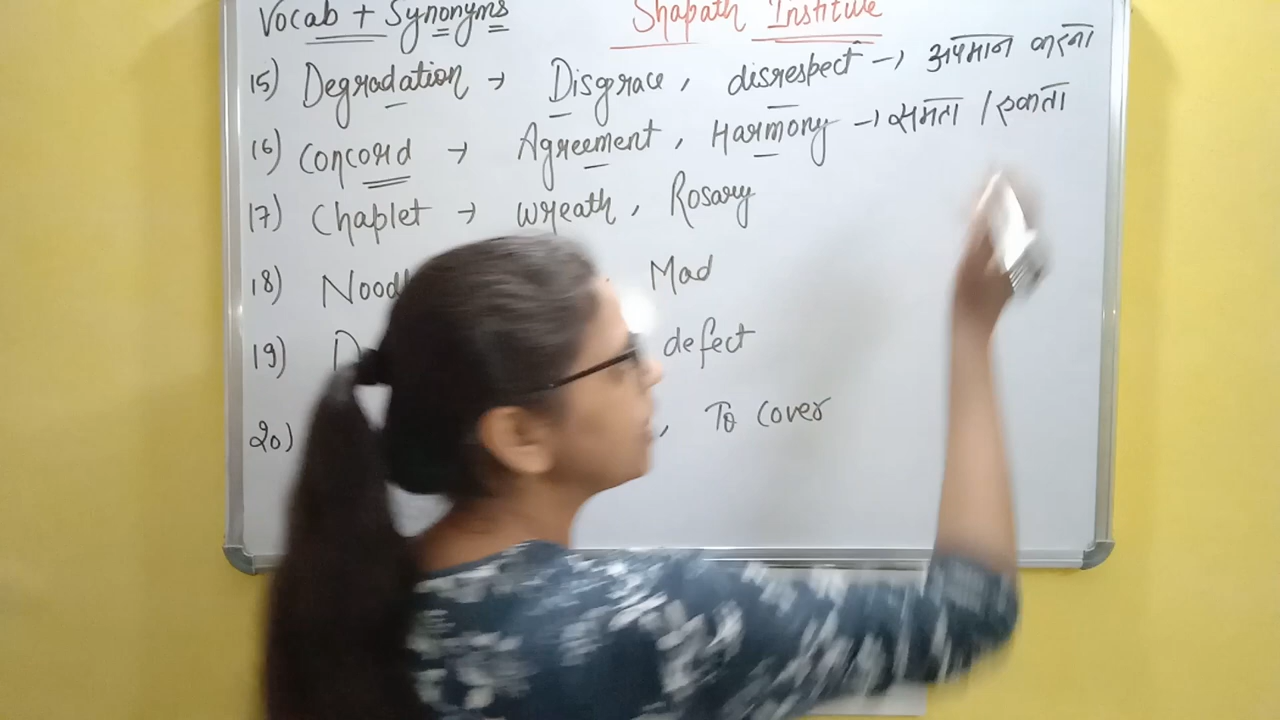 Vocab + Synonyms Shapath Institute
15) Degradation → Disgrace, disrespect → अपमान करना
16) Concord → Agreement, Harmony → समता / एकता
17) Chaplet → wreath, Rosary
18) Mad
19) defect
20) , To Cover